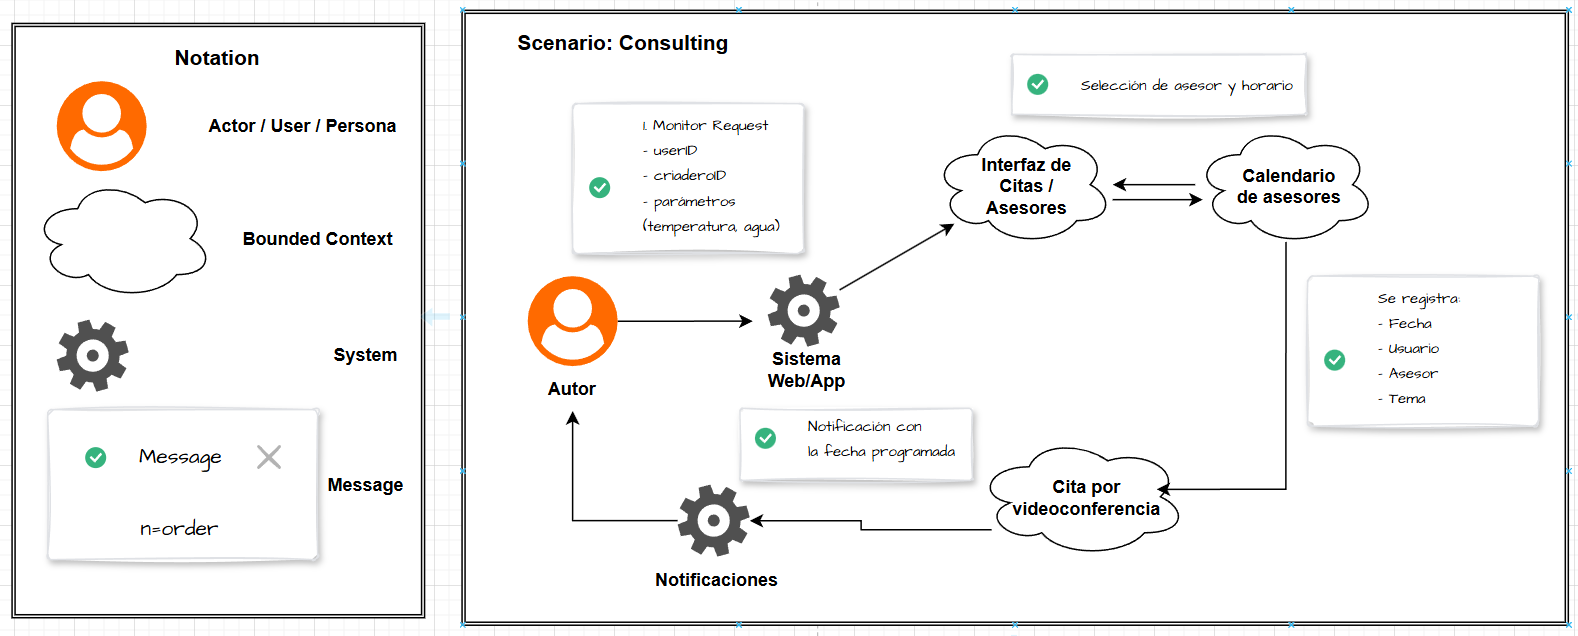 Notation
Actor / User / Persona
Bounded Context
System
Message
n=order
Message
Scenario: Consulting
Selección de asesor y horario
1. Monitor Request
- userID
- criaderoID
- parámetros
(temperatura, agua)
Interfaz de
Citas /
Asesores
Calendario
de asesores
Autor
Sistema
Web/App
Se registra:
- Fecha
- Usuario
- Asesor
- Tema
Notificación con
la fecha programada
Cita por
videoconferencia
Notificaciones